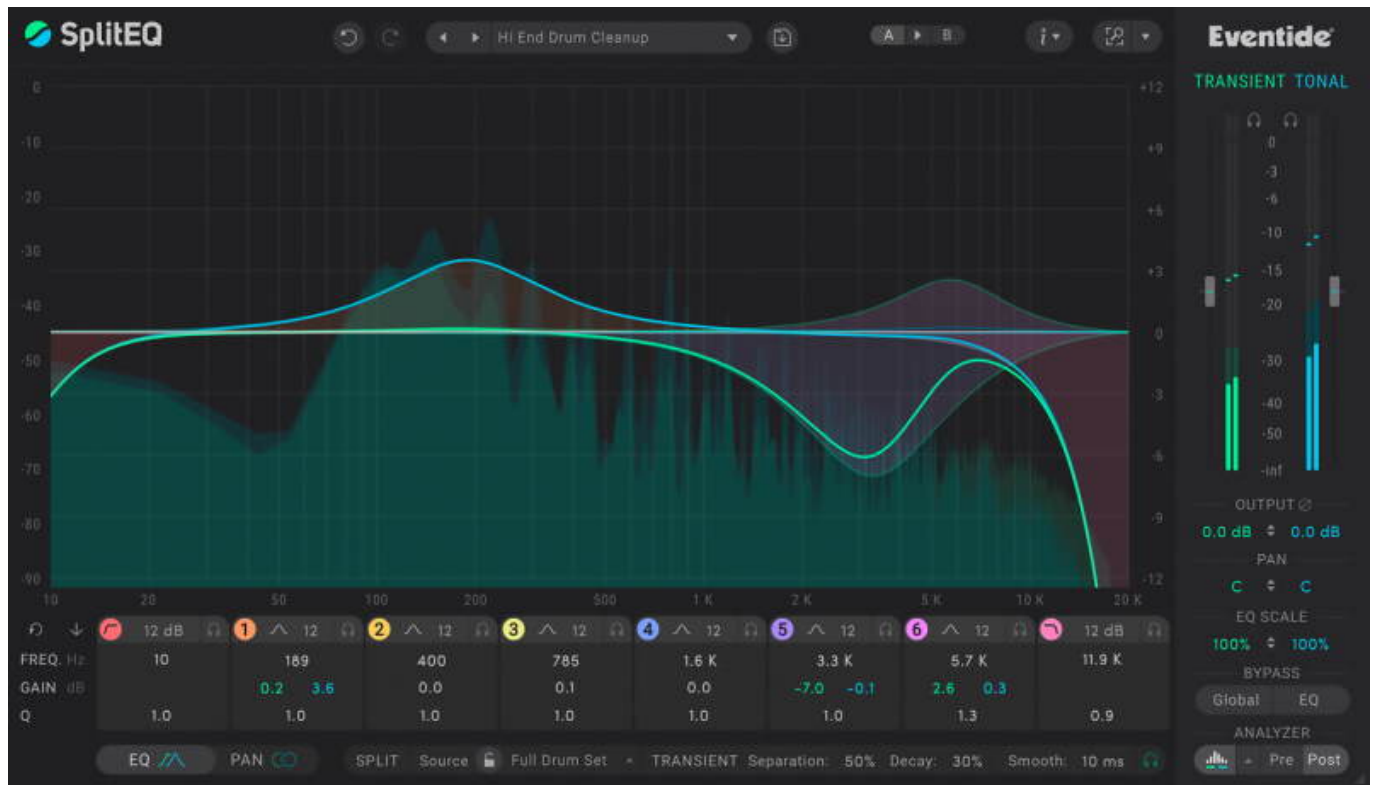 SplitEQ Hi End Drum Cleanup A B i Eventide
TRANSIENT TONAL
0 +12
-10 +9
-20 +6
-30
+3
-40
0
-50
-3
-60
-6
-70
-9
-80
-90 -12
10 20 50 100 200 500 1 K 2 K 5 K 10 K 20 K
0
-3
-6
-10
-15
-20
-30
-40
-50
-inf
OUTPUT
0.0 dB 0.0 dB
PAN
C C
EQ SCALE
100% 100%
BYPASS
Global EQ
ANALYZER
Pre Post
12 dB 1 12 2 12 3 12 4 12 5 12 6 12 12 dB
FREQ. Hz 10 189 400 785 1.6 K 3.3 K 5.7 K 11.9 K
GAIN dB 0.2 3.6 0.0 0.1 0.0 -7.0 -0.1 2.6 0.3
Q 1.0 1.0 1.0 1.0 1.0 1.0 1.3 0.9
EQ PAN SPLIT Source Full Drum Set TRANSIENT Separation: 50% Decay: 30% Smooth: 10 ms